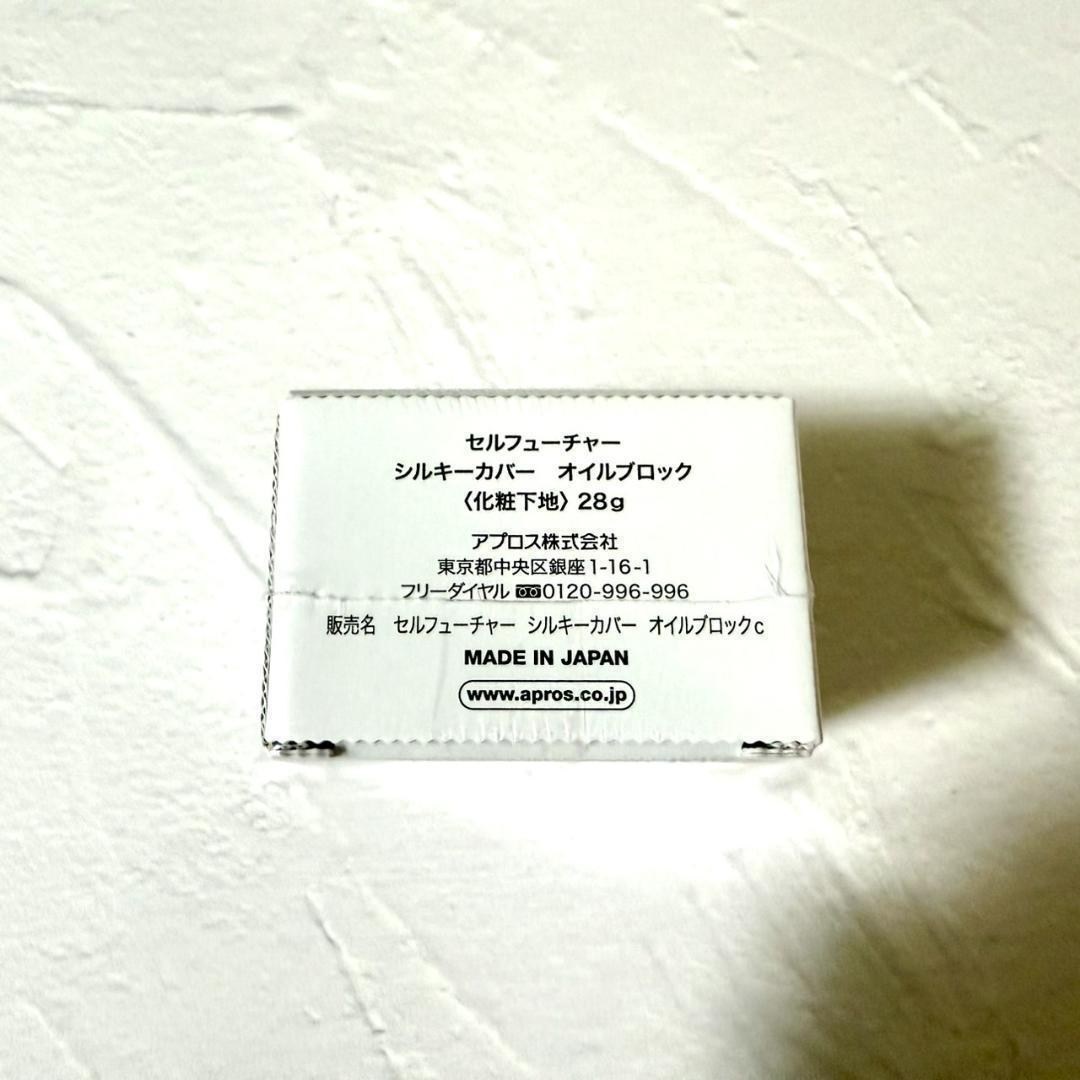 セルフューチャー
シルキーカバー　オイルブロック
〈化粧下地〉28g
アプロス株式会社
東京都中央区銀座1-16-1
フリーダイヤル 0120-996-996
販売名　セルフューチャー　シルキーカバー　オイルブロックc
MADE IN JAPAN
www.apros.co.jp